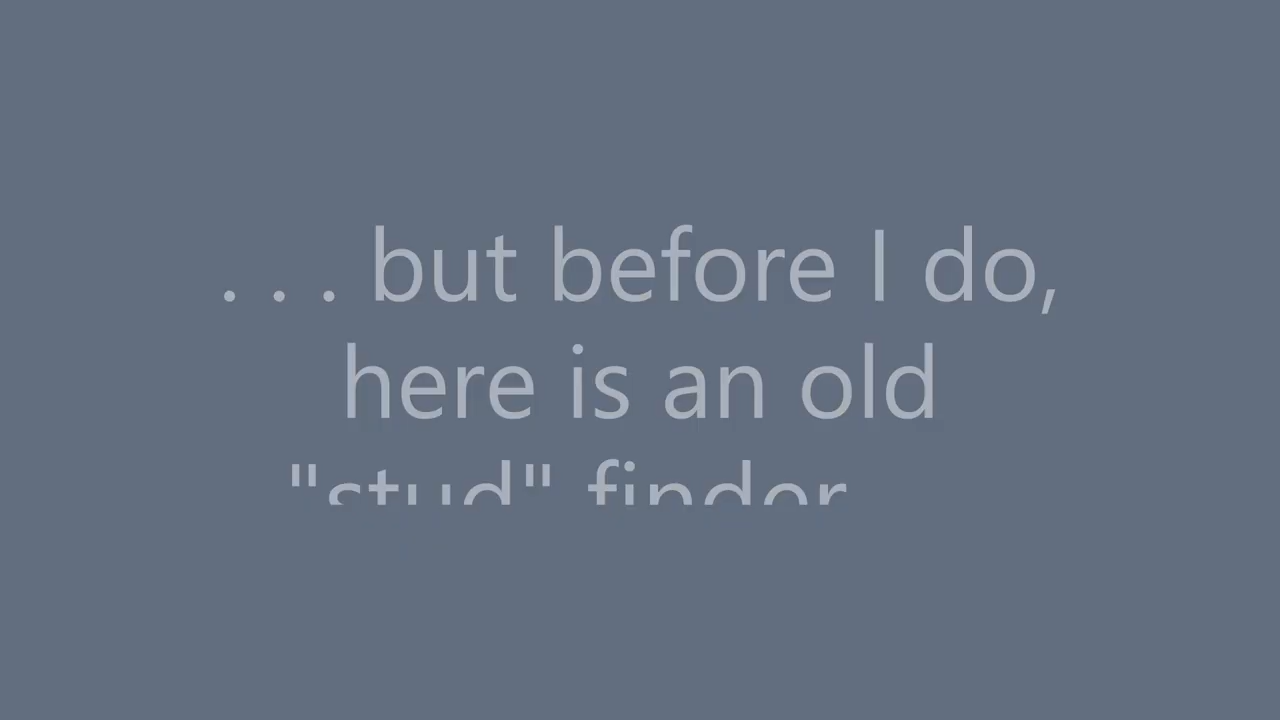 . . . but before I do,
here is an old
"stud" finder